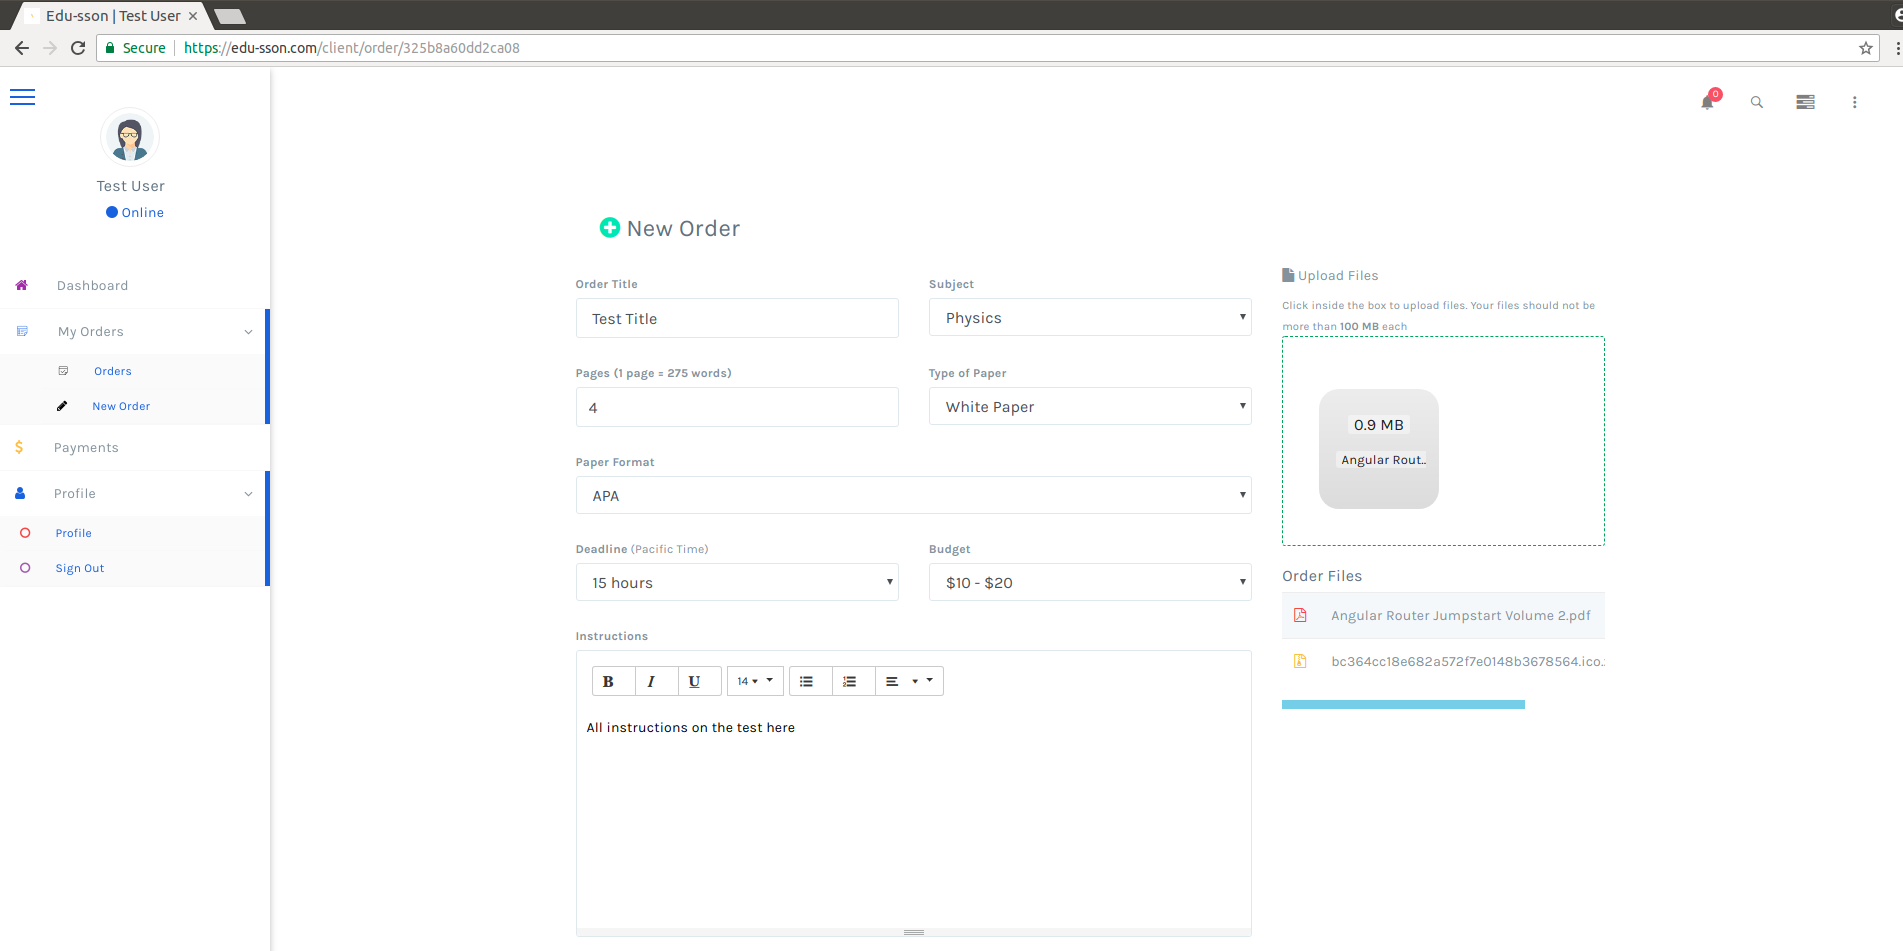 Edu-sson | Test User
Secure https://edu-sson.com/client/order/325b8a60dd2ca08
0
Test User
Online
Dashboard
My Orders
Orders
New Order
Payments
Profile
Profile
Sign Out
New Order
Order Title
Test Title
Subject
Physics
Pages (1 page = 275 words)
4
Type of Paper
White Paper
Paper Format
APA
Deadline (Pacific Time)
15 hours
Budget
$10 - $20
Instructions
B I U 14
All instructions on the test here
Upload Files
Click inside the box to upload files. Your files should not be
more than 100 MB each
0.9 MB
Angular Rout..
Order Files
Angular Router Jumpstart Volume 2.pdf
bc364cc18e682a572f7e0148b3678564.ico.